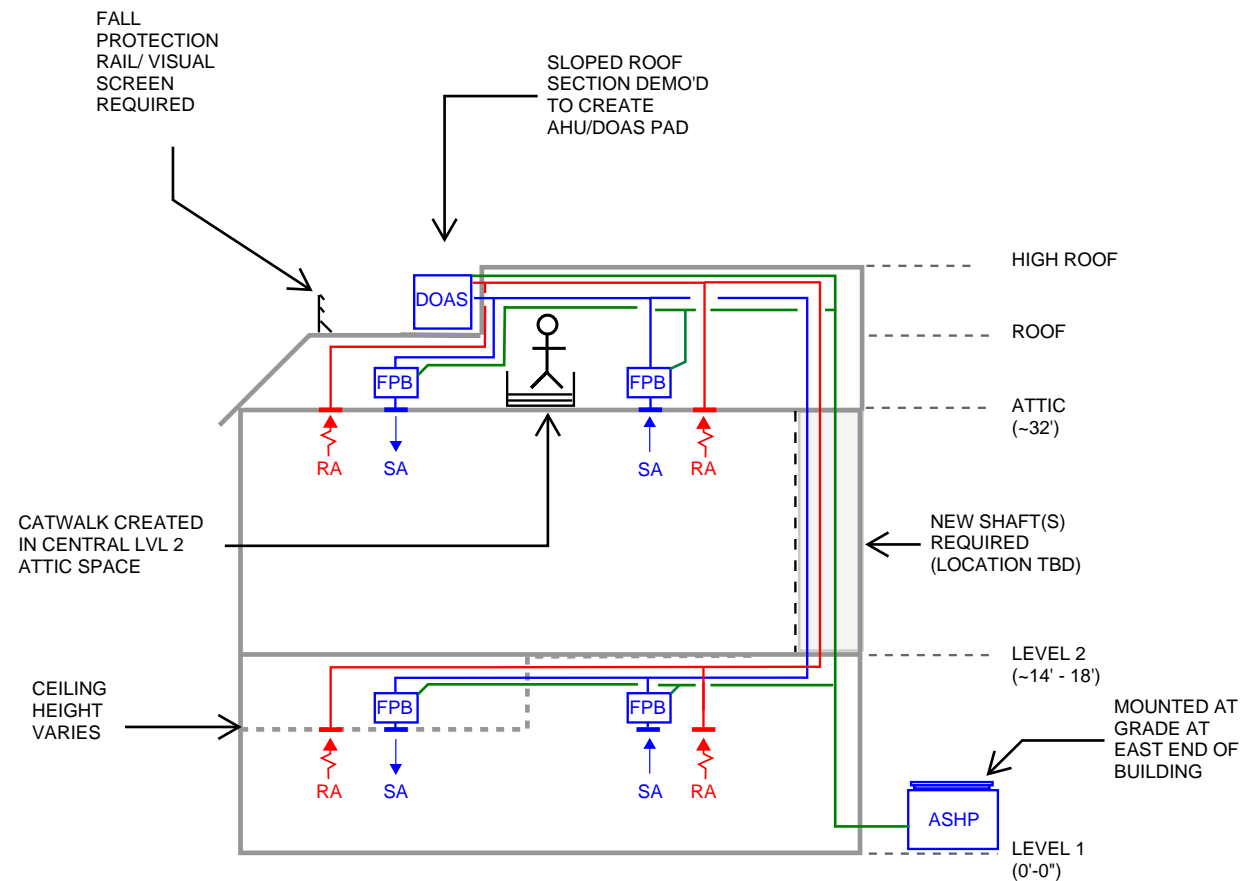 FALL
PROTECTION
RAIL/ VISUAL
SCREEN
REQUIRED
SLOPED ROOF
SECTION DEMO'D
TO CREATE
AHU/DOAS PAD
HIGH ROOF
DOAS
ROOF
FPB
FPB
ATTIC
(~32')
RA
SA
SA
RA
CATWALK CREATED
IN CENTRAL LVL 2
ATTIC SPACE
NEW SHAFT(S)
REQUIRED
(LOCATION TBD)
LEVEL 2
(~14' - 18')
CEILING
HEIGHT
VARIES
FPB
FPB
MOUNTED AT
GRADE AT
EAST END OF
BUILDING
RA
SA
SA
RA
ASHP
LEVEL 1
(0'-0")